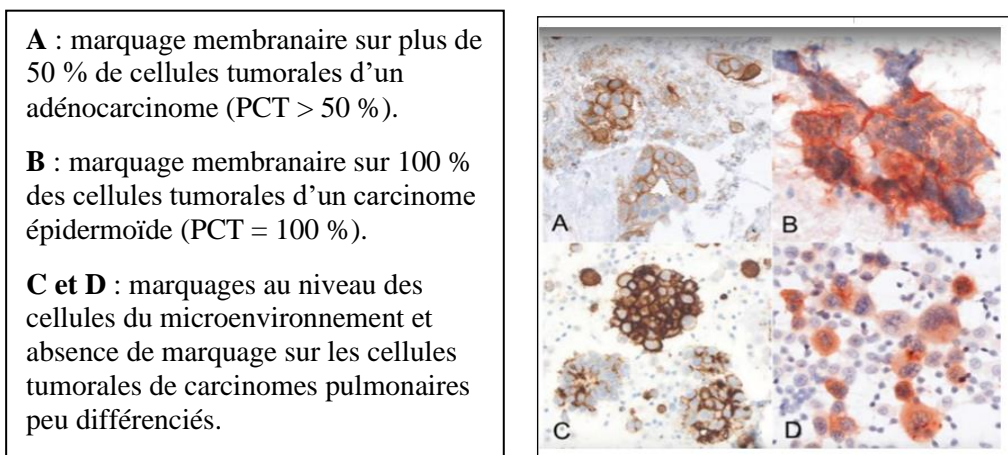 A : marquage membranaire sur plus de
50 % de cellules tumorales d’un
adénocarcinome (PCT > 50 %).
B : marquage membranaire sur 100 %
des cellules tumorales d’un carcinome
épidermoïde (PCT = 100 %).
C et D : marquages au niveau des
cellules du microenvironnement et
absence de marquage sur les cellules
tumorales de carcinomes pulmonaires
peu différenciés.
A
B
C
D